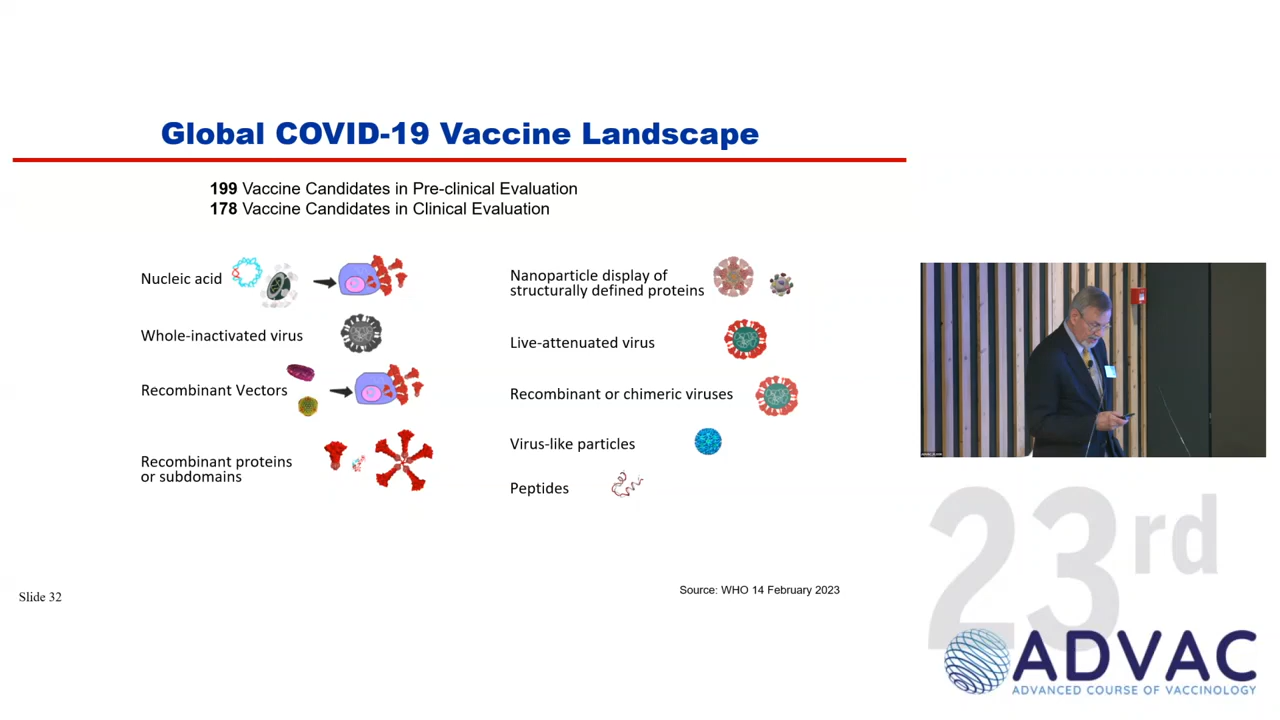 Global COVID-19 Vaccine Landscape
199 Vaccine Candidates in Pre-clinical Evaluation
178 Vaccine Candidates in Clinical Evaluation
Nucleic acid
Whole-inactivated virus
Recombinant Vectors
Recombinant proteins
or subdomains
Nanoparticle display of
structurally defined proteins
Live-attenuated virus
Recombinant or chimeric viruses
Virus-like particles
Peptides
Source: WHO 14 February 2023
Slide 32
23rd
ADVAC
ADVANCED COURSE OF VACCINOLOGY